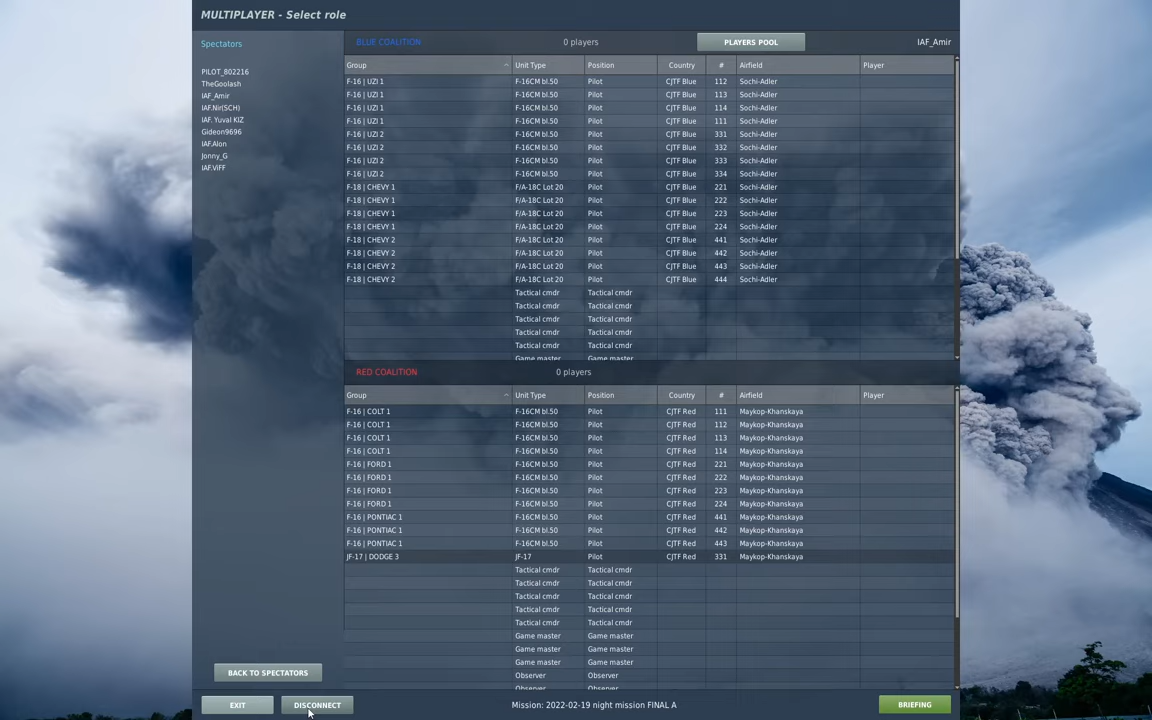 MULTIPLAYER - Select role
Spectators
PILOT_802216
TheGoolash
IAF_Amir
IAF.Nir(SCH)
IAF. Yuval KIZ
Gideon9696
IAF.Alon
Jonny_G
IAF.ViFF
BLUE COALITION 0 players PLAYERS POOL IAF_Amir
Group Unit Type Position Country # Airfield Player
F-16 | UZI 1 F-16CM bl.50 Pilot CJTF Blue 112 Sochi-Adler
F-16 | UZI 1 F-16CM bl.50 Pilot CJTF Blue 113 Sochi-Adler
F-16 | UZI 1 F-16CM bl.50 Pilot CJTF Blue 114 Sochi-Adler
F-16 | UZI 1 F-16CM bl.50 Pilot CJTF Blue 111 Sochi-Adler
F-16 | UZI 2 F-16CM bl.50 Pilot CJTF Blue 331 Sochi-Adler
F-16 | UZI 2 F-16CM bl.50 Pilot CJTF Blue 332 Sochi-Adler
F-16 | UZI 2 F-16CM bl.50 Pilot CJTF Blue 333 Sochi-Adler
F-16 | UZI 2 F-16CM bl.50 Pilot CJTF Blue 334 Sochi-Adler
F-18 | CHEVY 1 F/A-18C Lot 20 Pilot CJTF Blue 221 Sochi-Adler
F-18 | CHEVY 1 F/A-18C Lot 20 Pilot CJTF Blue 222 Sochi-Adler
F-18 | CHEVY 1 F/A-18C Lot 20 Pilot CJTF Blue 223 Sochi-Adler
F-18 | CHEVY 1 F/A-18C Lot 20 Pilot CJTF Blue 224 Sochi-Adler
F-18 | CHEVY 2 F/A-18C Lot 20 Pilot CJTF Blue 441 Sochi-Adler
F-18 | CHEVY 2 F/A-18C Lot 20 Pilot CJTF Blue 442 Sochi-Adler
F-18 | CHEVY 2 F/A-18C Lot 20 Pilot CJTF Blue 443 Sochi-Adler
F-18 | CHEVY 2 F/A-18C Lot 20 Pilot CJTF Blue 444 Sochi-Adler
Tactical cmdr Tactical cmdr
Tactical cmdr Tactical cmdr
Tactical cmdr Tactical cmdr
Tactical cmdr Tactical cmdr
Tactical cmdr Tactical cmdr
Game master Game master
RED COALITION 0 players
Group Unit Type Position Country # Airfield Player
F-16 | COLT 1 F-16CM bl.50 Pilot CJTF Red 111 Maykop-Khanskaya
F-16 | COLT 1 F-16CM bl.50 Pilot CJTF Red 112 Maykop-Khanskaya
F-16 | COLT 1 F-16CM bl.50 Pilot CJTF Red 113 Maykop-Khanskaya
F-16 | COLT 1 F-16CM bl.50 Pilot CJTF Red 114 Maykop-Khanskaya
F-16 | FORD 1 F-16CM bl.50 Pilot CJTF Red 221 Maykop-Khanskaya
F-16 | FORD 1 F-16CM bl.50 Pilot CJTF Red 222 Maykop-Khanskaya
F-16 | FORD 1 F-16CM bl.50 Pilot CJTF Red 223 Maykop-Khanskaya
F-16 | FORD 1 F-16CM bl.50 Pilot CJTF Red 224 Maykop-Khanskaya
F-16 | PONTIAC 1 F-16CM bl.50 Pilot CJTF Red 441 Maykop-Khanskaya
F-16 | PONTIAC 1 F-16CM bl.50 Pilot CJTF Red 442 Maykop-Khanskaya
F-16 | PONTIAC 1 F-16CM bl.50 Pilot CJTF Red 443 Maykop-Khanskaya
JF-17 | DODGE 3 JF-17 Pilot CJTF Red 331 Maykop-Khanskaya
Tactical cmdr Tactical cmdr
Tactical cmdr Tactical cmdr
Tactical cmdr Tactical cmdr
Tactical cmdr Tactical cmdr
Tactical cmdr Tactical cmdr
Game master Game master
Game master Game master
Game master Game master
Observer Observer
Observer Observer
BACK TO SPECTATORS
EXIT DISCONNECT Mission: 2022-02-19 night mission FINAL A BRIEFING